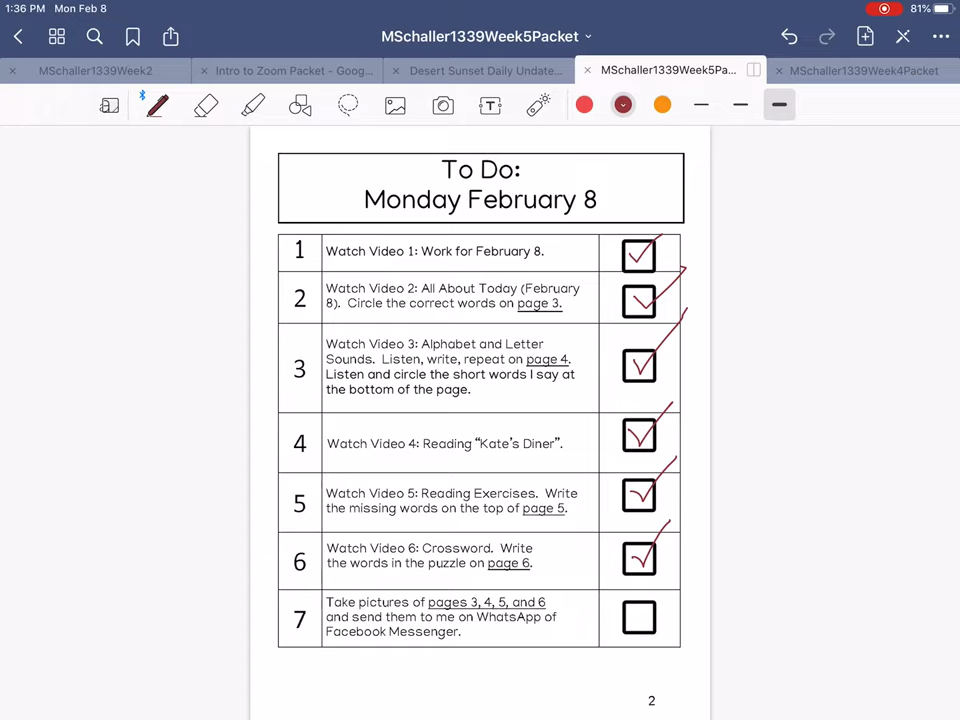 1:36 PM Mon Feb 8
81%
MSchaller1339Week5Packet
MSchaller1339Week2
Intro to Zoom Packet - Goog...
Desert Sunset Daily Undate...
MSchaller1339Week5Pa...
MSchaller1339Week4Packet
T
To Do:
Monday February 8
1 Watch Video 1: Work for February 8.
2 Watch Video 2: All About Today (February
8). Circle the correct words on page 3.
3 Watch Video 3: Alphabet and Letter
Sounds. Listen, write, repeat on page 4.
Listen and circle the short words I say at
the bottom of the page.
4 Watch Video 4: Reading “Kate’s Diner”.
5 Watch Video 5: Reading Exercises. Write
the missing words on the top of page 5.
6 Watch Video 6: Crossword. Write
the words in the puzzle on page 6.
7 Take pictures of pages 3, 4, 5, and 6
and send them to me on WhatsApp of
Facebook Messenger.
2